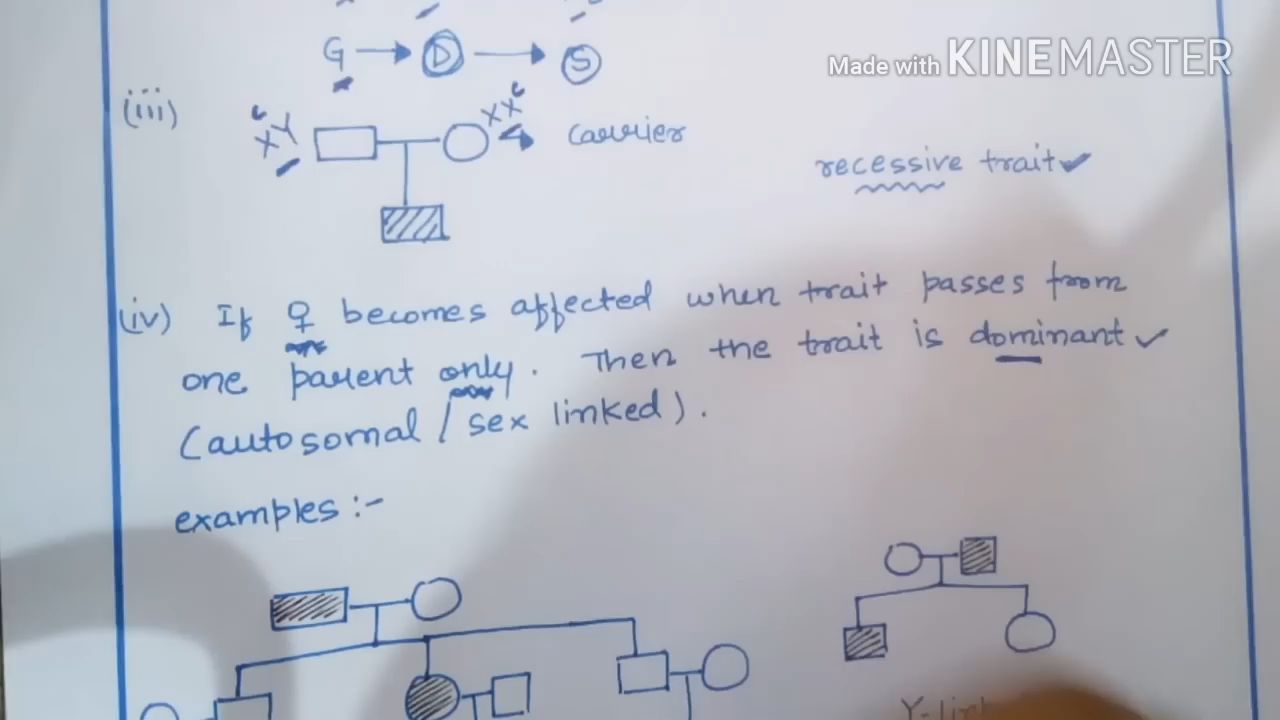 G → D → S
Made with KINEMASTER
(iii)
XᶜY XXᶜ carrier
recessive trait ✓
(iv) If ♀ becomes affected when trait passes from
one parent only. Then the trait is dominant ✓
(autosomal / sex linked).
examples :-